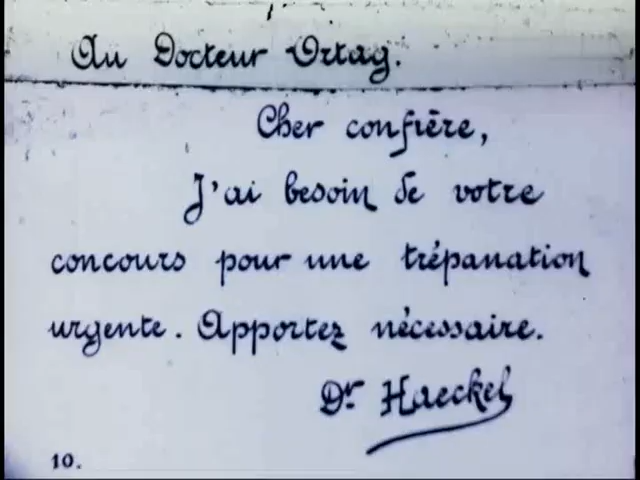 Au Docteur Ortag.
Cher confrère,
J'ai besoin de votre
concours pour une trépanation
urgente. Apportez nécessaire.
Dr Haeckel
10.